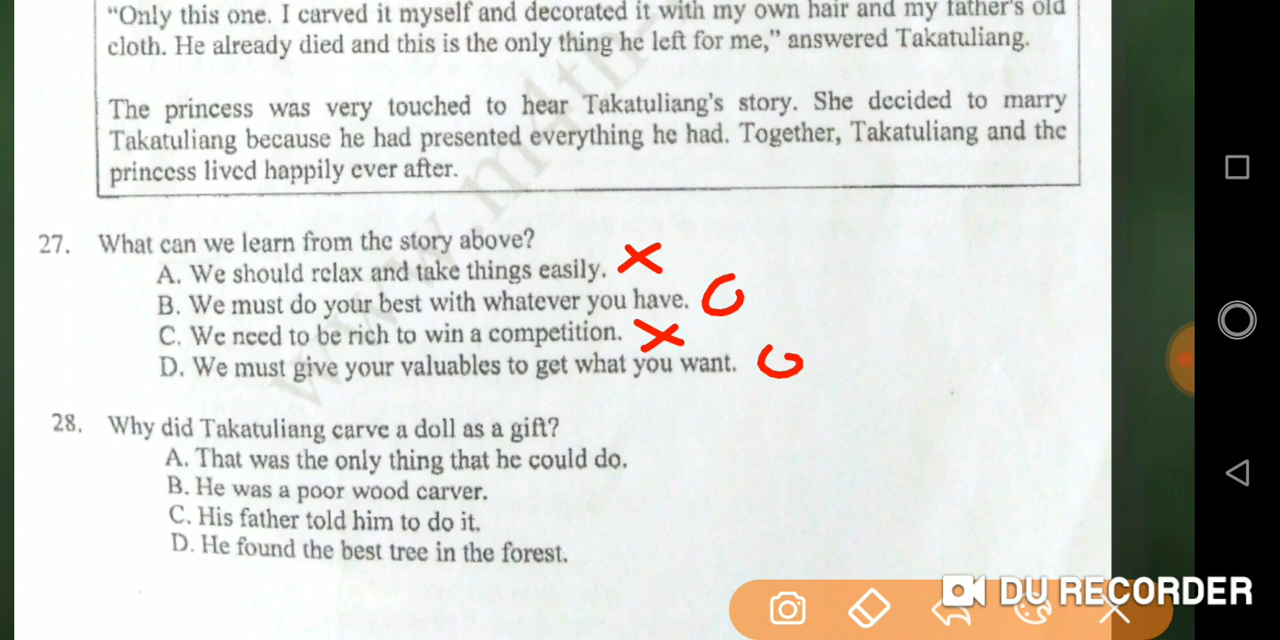 "Only this one. I carved it myself and decorated it with my own hair and my father's old
cloth. He already died and this is the only thing he left for me," answered Takatuliang.
The princess was very touched to hear Takatuliang's story. She decided to marry
Takatuliang because he had presented everything he had. Together, Takatuliang and the
princess lived happily ever after.
27. What can we learn from the story above?
A. We should relax and take things easily.
B. We must do your best with whatever you have.
C. We need to be rich to win a competition.
D. We must give your valuables to get what you want.
28. Why did Takatuliang carve a doll as a gift?
A. That was the only thing that he could do.
B. He was a poor wood carver.
C. His father told him to do it.
D. He found the best tree in the forest.
DU RECORDER